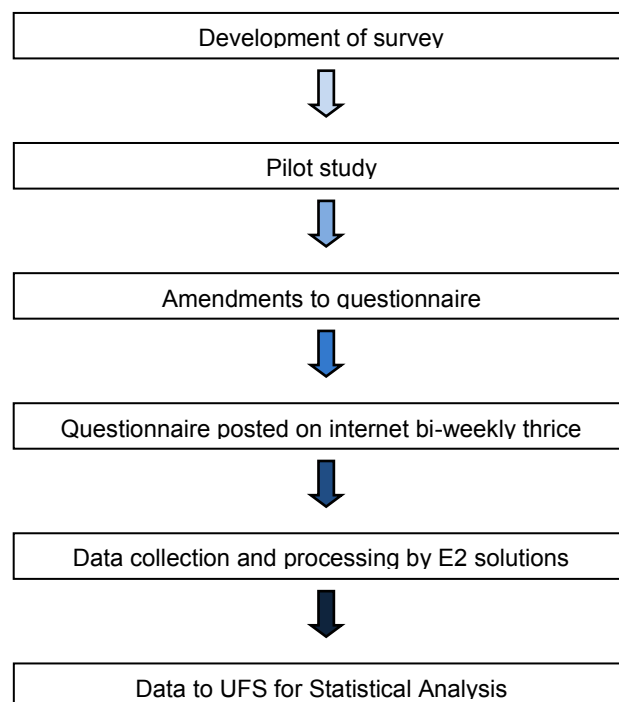 Development of survey
Pilot study
Amendments to questionnaire
Questionnaire posted on internet bi-weekly thrice
Data collection and processing by E2 solutions
Data to UFS for Statistical Analysis